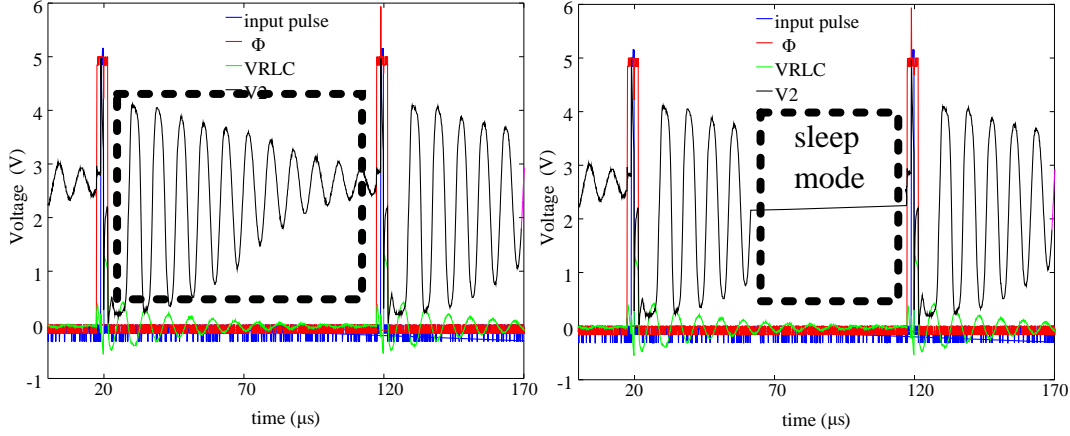 6
5
4
3
2
1
0
-1
Voltage (V)
20
70
120
170
time (μs)
input pulse
Φ
VRLC
V2
6
5
4
3
2
1
0
-1
Voltage (V)
20
70
120
170
time (μs)
input pulse
Φ
VRLC
V2
sleep
mode